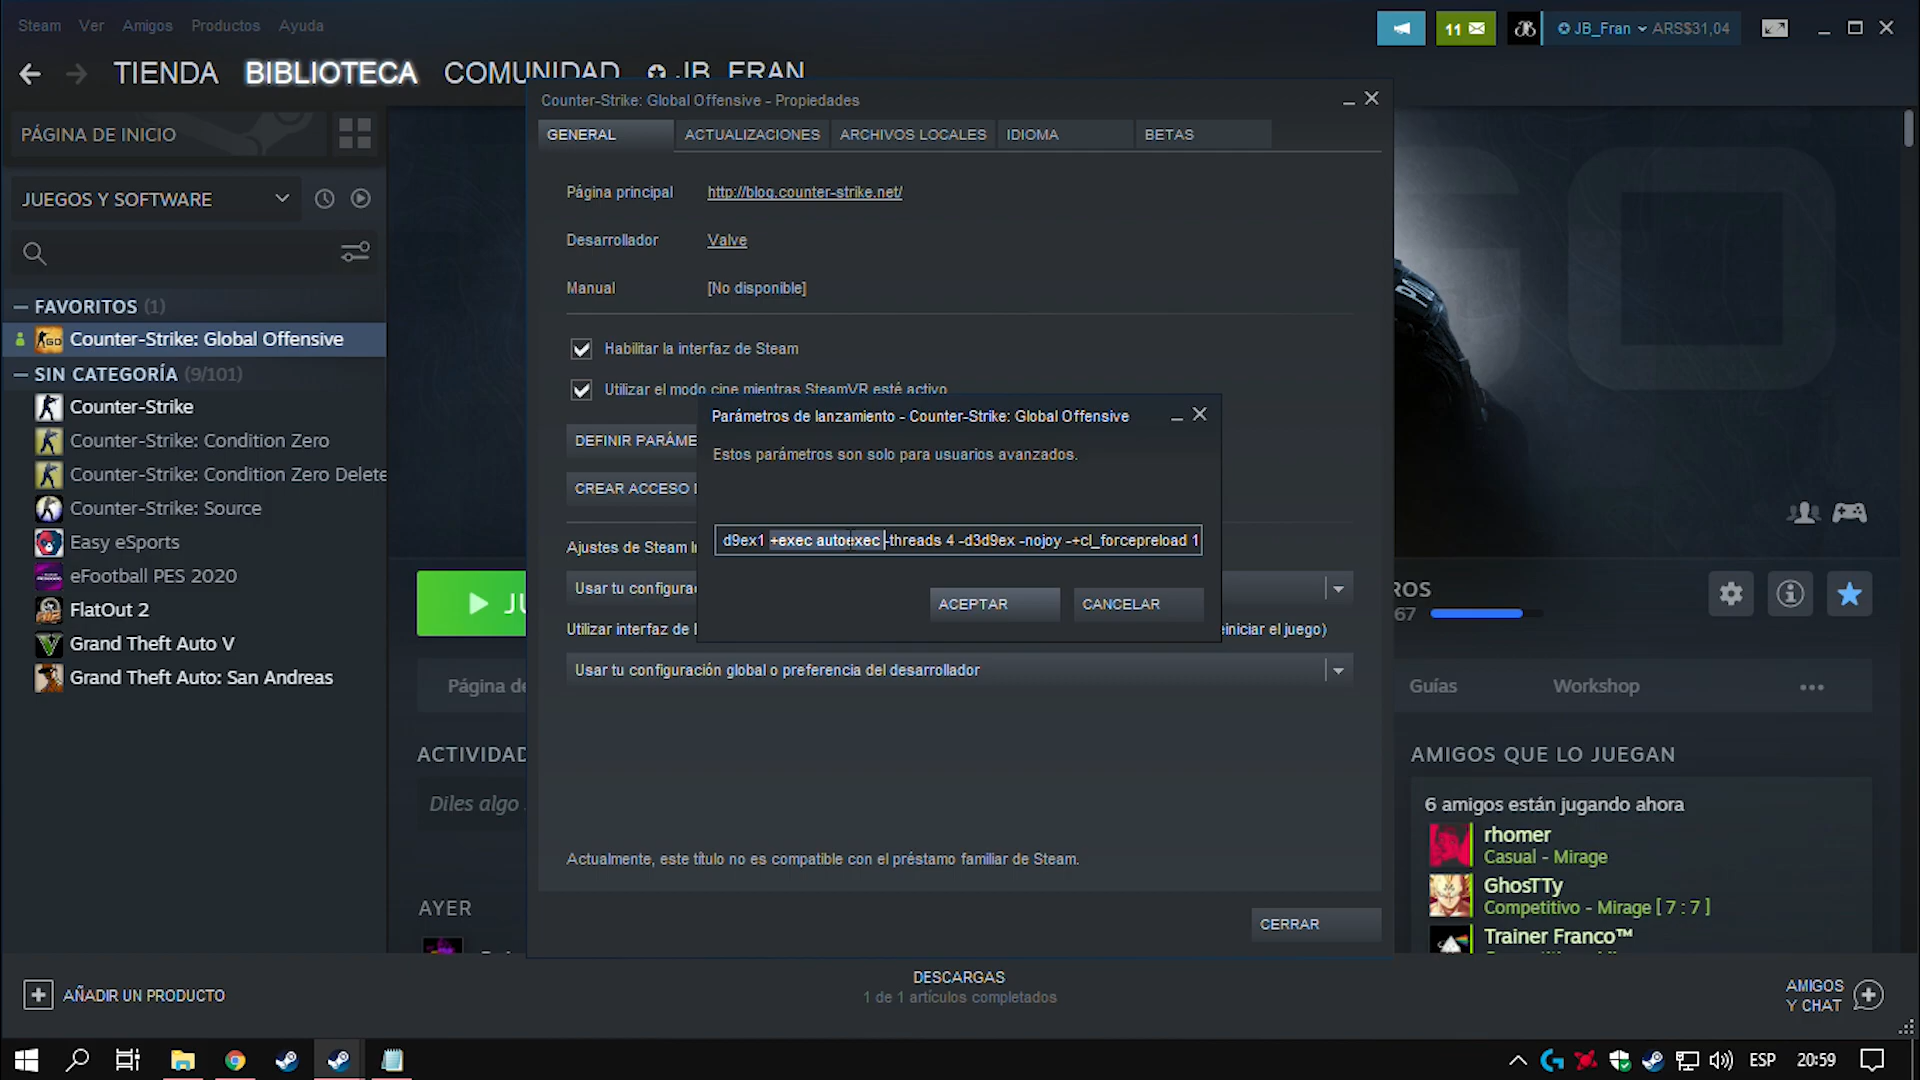 Steam Ver Amigos Productos Ayuda
11
JB_Fran ARS$31,04
TIENDA BIBLIOTECA COMUNIDAD JB_FRAN
Counter-Strike: Global Offensive - Propiedades
PÁGINA DE INICIO
GENERAL ACTUALIZACIONES ARCHIVOS LOCALES IDIOMA BETAS
JUEGOS Y SOFTWARE
Página principal http://blog.counter-strike.net/
Desarrollador Valve
Manual [No disponible]
FAVORITOS (1)
Counter-Strike: Global Offensive
SIN CATEGORÍA (9/101)
Counter-Strike
Counter-Strike: Condition Zero
Counter-Strike: Condition Zero Delete
Counter-Strike: Source
Easy eSports
eFootball PES 2020
FlatOut 2
Grand Theft Auto V
Grand Theft Auto: San Andreas
Habilitar la interfaz de Steam
Utilizar el modo cine mientras SteamVR esté activo
DEFINIR PARÁME
CREAR ACCESO
Parámetros de lanzamiento - Counter-Strike: Global Offensive
Estos parámetros son solo para usuarios avanzados.
d9ex1 +exec autoexec -threads 4 -d3d9ex -nojoy -+cl_forcepreload 1
ACEPTAR CANCELAR
Ajustes de Steam I
Usar tu configura
Utilizar interfaz de
einiciar el juego)
Usar tu configuración global o preferencia del desarrollador
JU
ROS
67
Página de
Guías Workshop
ACTIVIDAD
Diles algo
AYER
Actualmente, este título no es compatible con el préstamo familiar de Steam.
CERRAR
AMIGOS QUE LO JUEGAN
6 amigos están jugando ahora
rhomer
Casual - Mirage
GhosTTy
Competitivo - Mirage [ 7 : 7 ]
Trainer Franco™
AÑADIR UN PRODUCTO
DESCARGAS
1 de 1 artículos completados
AMIGOS
Y CHAT
ESP 20:59